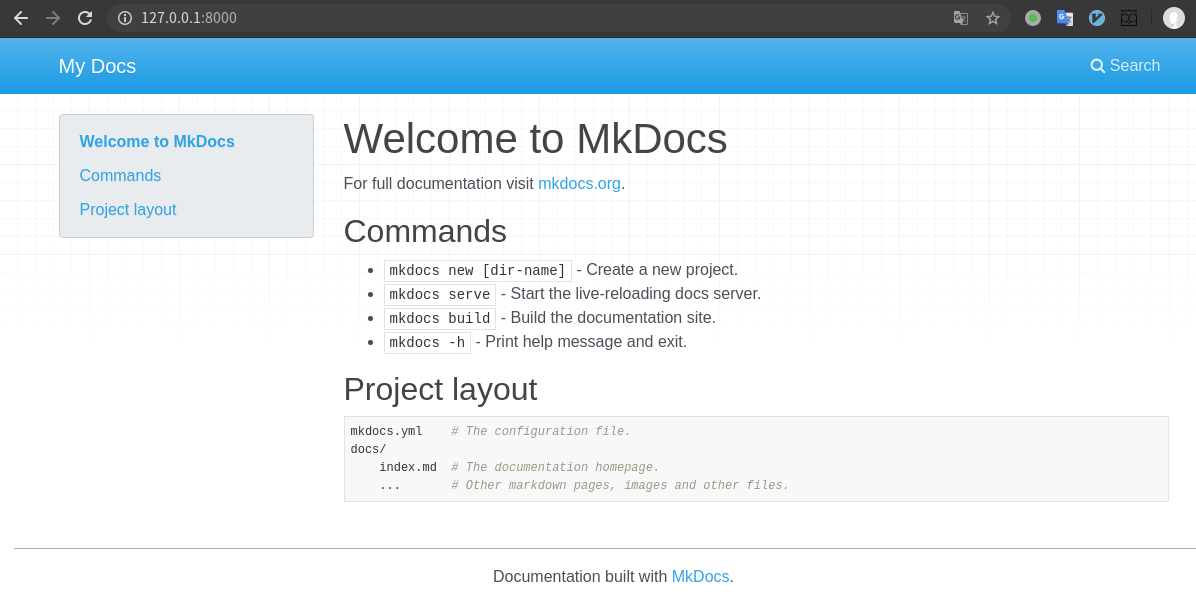 127.0.0.1:8000
My Docs
Search
Welcome to MkDocs
Commands
Project layout
Welcome to MkDocs
For full documentation visit mkdocs.org.
Commands
mkdocs new [dir-name] - Create a new project.
mkdocs serve - Start the live-reloading docs server.
mkdocs build - Build the documentation site.
mkdocs -h - Print help message and exit.
Project layout
mkdocs.yml    # The configuration file.
docs/
    index.md  # The documentation homepage.
    ...       # Other markdown pages, images and other files.
Documentation built with MkDocs.